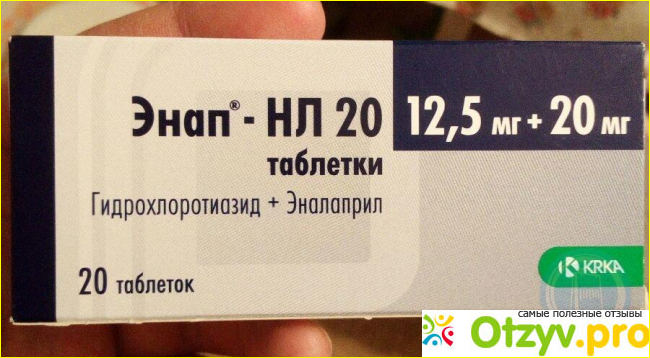 Энап® - НЛ 20
12,5 мг + 20 мг
таблетки
Гидрохлоротиазид + Эналаприл
20 таблеток
KRKA
самые полезные отзывы
Otzyv.pro